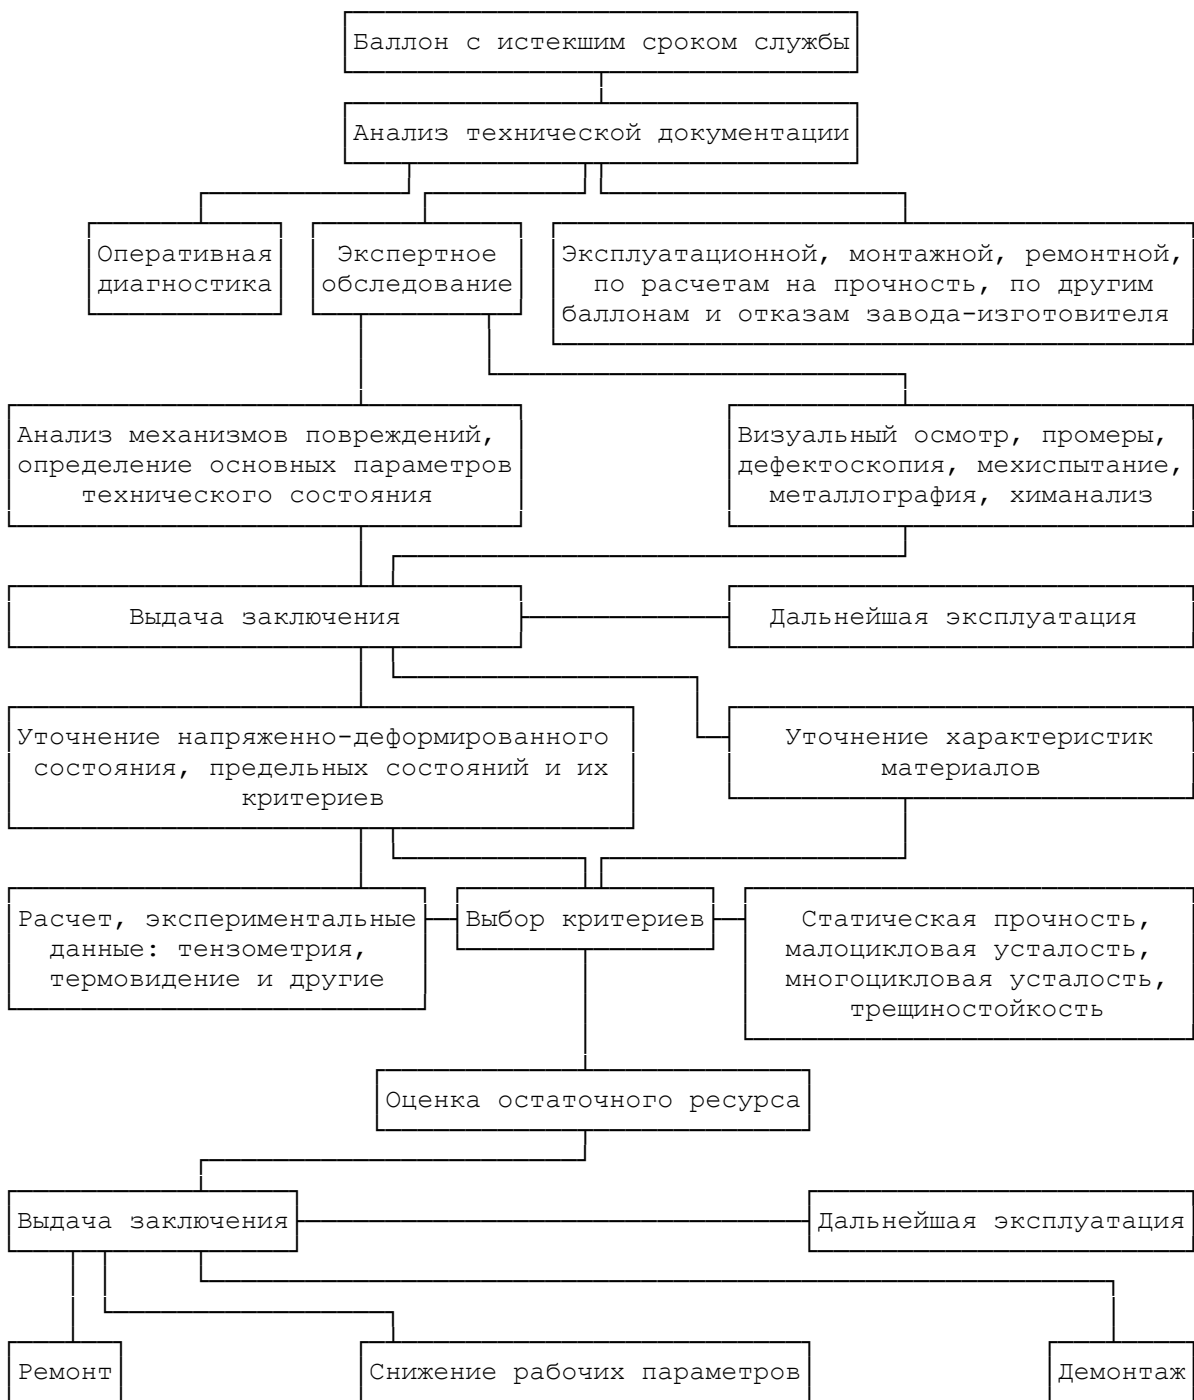 Баллон с истекшим сроком службы
Анализ технической документации
Оперативная
диагностика
Экспертное
обследование
Эксплуатационной, монтажной, ремонтной,
по расчетам на прочность, по другим
баллонам и отказам завода-изготовителя
Анализ механизмов повреждений,
определение основных параметров
технического состояния
Визуальный осмотр, промеры,
дефектоскопия, мехиспытание,
металлография, химанализ
Выдача заключения
Дальнейшая эксплуатация
Уточнение напряженно-деформированного
состояния, предельных состояний и их
критериев
Уточнение характеристик
материалов
Расчет, экспериментальные
данные: тензометрия,
термовидение и другие
Выбор критериев
Статическая прочность,
малоцикловая усталость,
многоцикловая усталость,
трещиностойкость
Оценка остаточного ресурса
Выдача заключения
Дальнейшая эксплуатация
Ремонт
Снижение рабочих параметров
Демонтаж